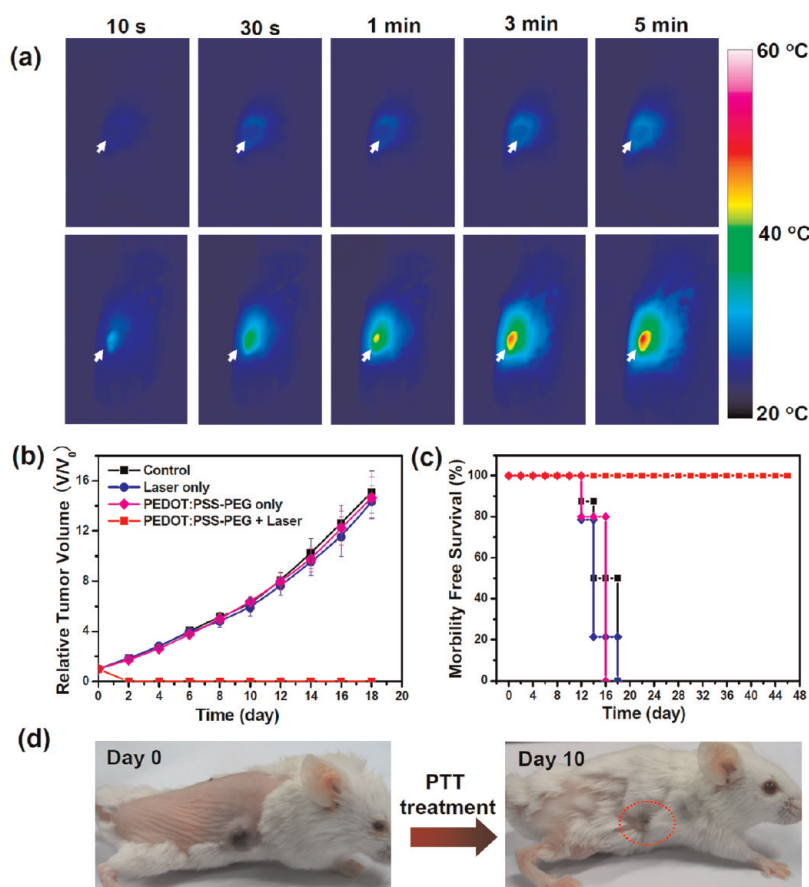 10 s 30 s 1 min 3 min 5 min
(a)
60 °C
40 °C
20 °C
(b)
Relative Tumor Volume (V/V0)
16
12
8
4
0
Control
Laser only
PEDOT:PSS-PEG only
PEDOT:PSS-PEG + Laser
0 2 4 6 8 10 12 14 16 18 20
Time (day)
(c)
Morbility Free Survival (%)
100
80
60
40
20
0
0 4 8 12 16 20 24 28 32 36 40 44 48
Time (day)
(d)
Day 0
PTT
treatment
Day 10